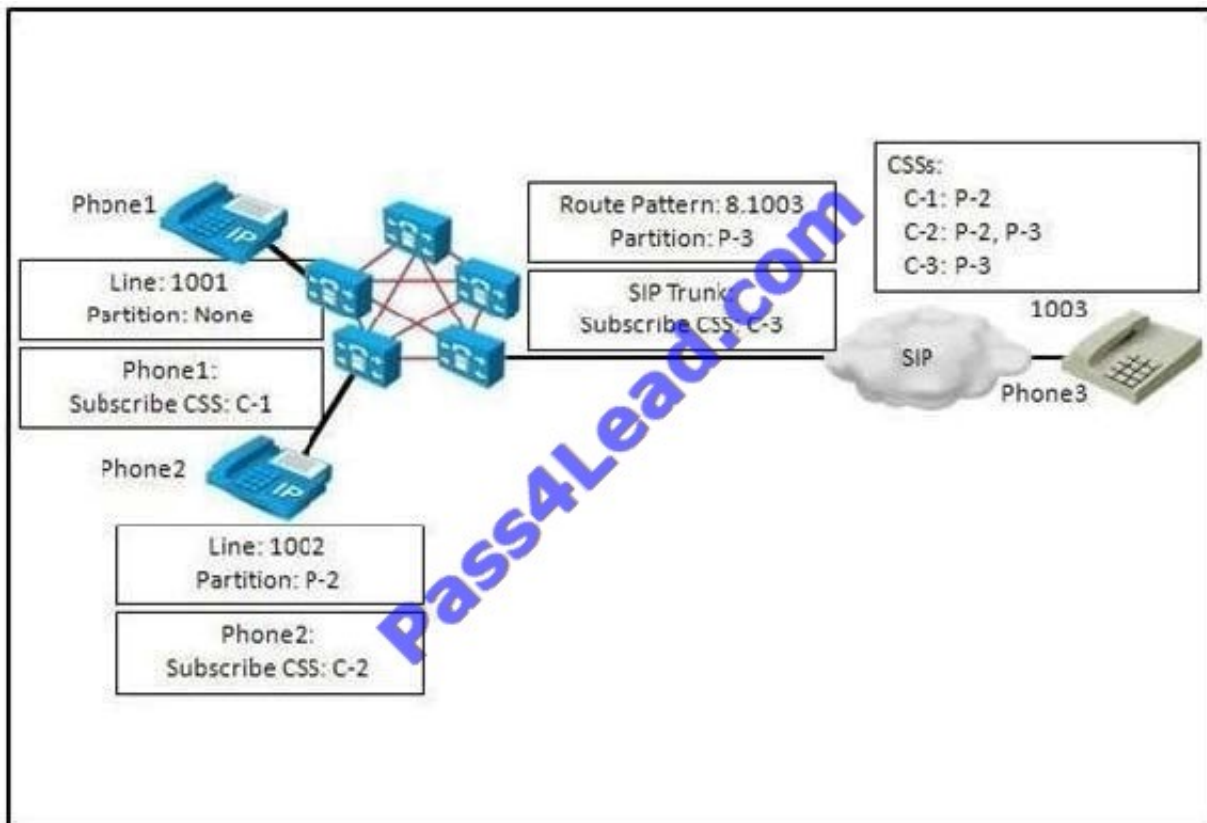 Phone1
IP
Line: 1001
Partition: None
Phone1:
Subscribe CSS: C-1
Phone2
IP
Line: 1002
Partition: P-2
Phone2:
Subscribe CSS: C-2
Route Pattern: 8.1003
Partition: P-3
SIP Trunk:
Subscribe CSS: C-3
CSSs:
C-1: P-2
C-2: P-2, P-3
C-3: P-3
1003
SIP
Phone3
Pass4Lead.com